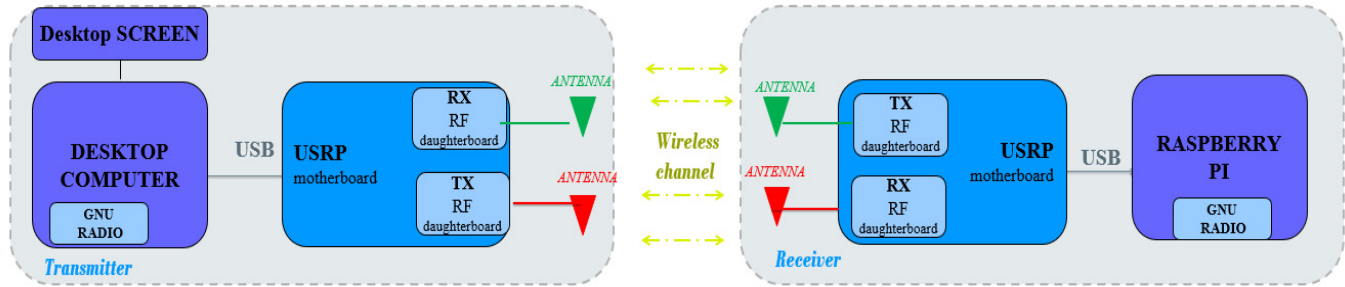 Desktop SCREEN
DESKTOP
COMPUTER
GNU
RADIO
Transmitter
USB
USRP
motherboard
RX
RF
daughterboard
TX
RF
daughterboard
ANTENNA
ANTENNA
Wireless
channel
ANTENNA
ANTENNA
TX
RF
daughterboard
RX
RF
daughterboard
USRP
motherboard
Receiver
USB
RASPBERRY
PI
GNU
RADIO